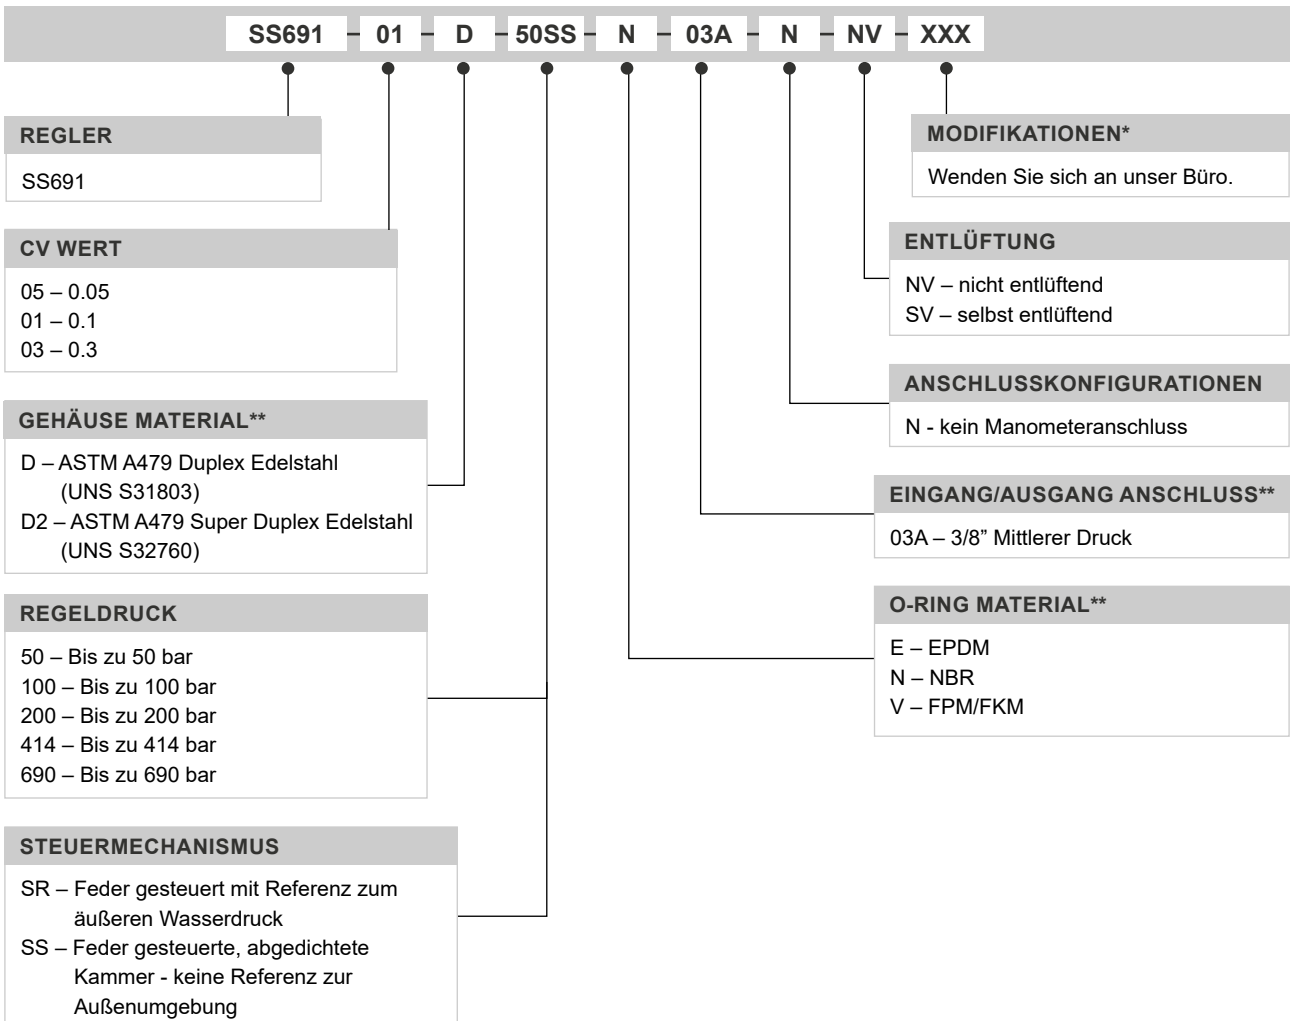 SS691 – 01 – D – 50SS – N – 03A – N – NV – XXX
REGLER
SS691
CV WERT
05 – 0.05
01 – 0.1
03 – 0.3
GEHÄUSE MATERIAL**
D – ASTM A479 Duplex Edelstahl
(UNS S31803)
D2 – ASTM A479 Super Duplex Edelstahl
(UNS S32760)
REGELDRUCK
50 – Bis zu 50 bar
100 – Bis zu 100 bar
200 – Bis zu 200 bar
414 – Bis zu 414 bar
690 – Bis zu 690 bar
STEUERMECHANISMUS
SR – Feder gesteuert mit Referenz zum
äußeren Wasserdruck
SS – Feder gesteuerte, abgedichtete
Kammer - keine Referenz zur
Außenumgebung
MODIFIKATIONEN*
Wenden Sie sich an unser Büro.
ENTLÜFTUNG
NV – nicht entlüftend
SV – selbst entlüftend
ANSCHLUSSKONFIGURATIONEN
N - kein Manometeranschluss
EINGANG/AUSGANG ANSCHLUSS**
03A – 3/8” Mittlerer Druck
O-RING MATERIAL**
E – EPDM
N – NBR
V – FPM/FKM